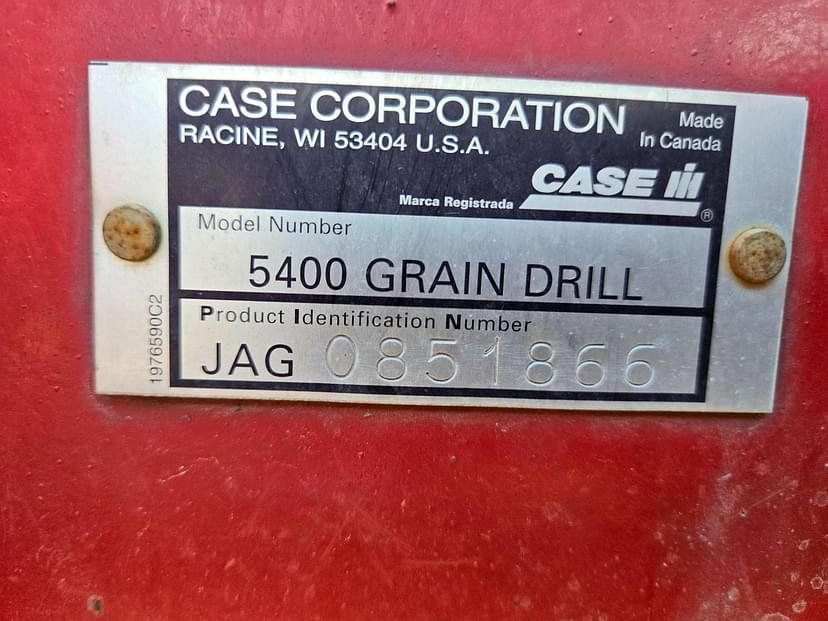 CASE CORPORATION
RACINE, WI 53404 U.S.A.
Made
In Canada
CASE IH
Marca Registrada
®
Model Number
5400 GRAIN DRILL
Product Identification Number
JAG 0851866
1976590C2